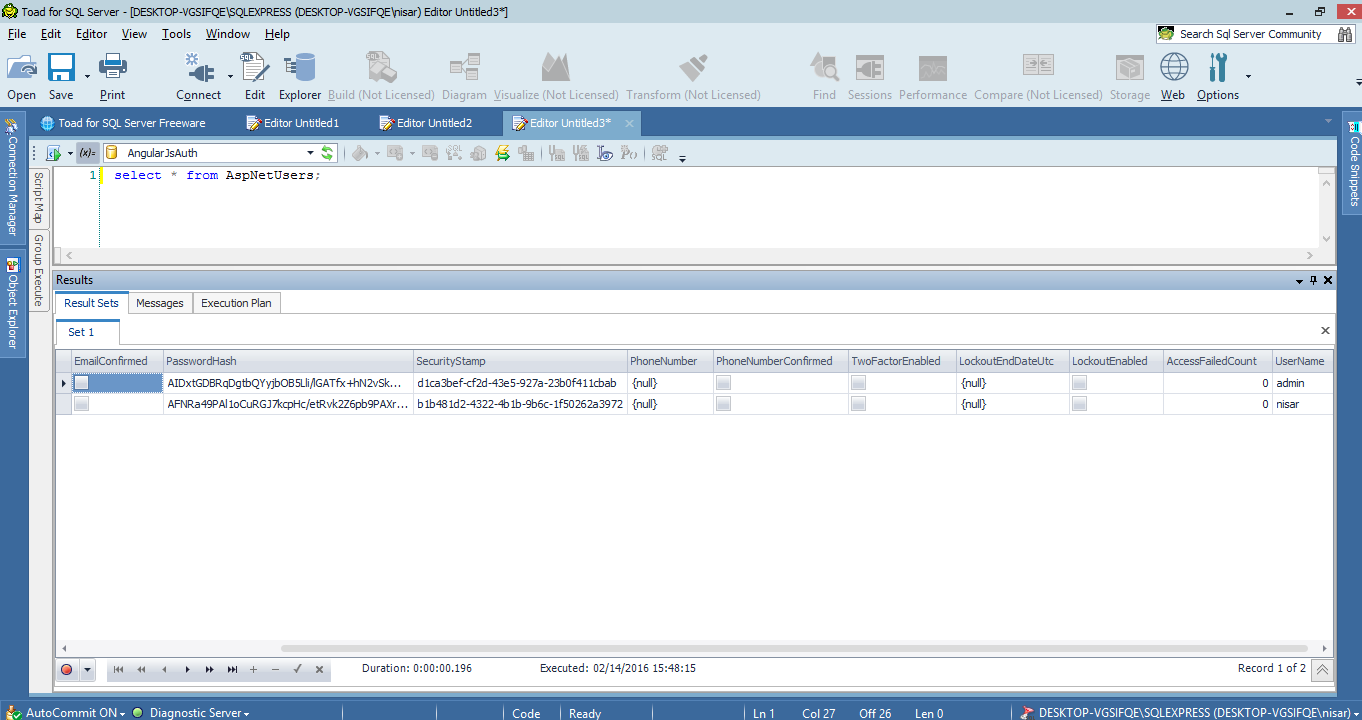 Toad for SQL Server - [DESKTOP-VGSIFQE\SQLEXPRESS (DESKTOP-VGSIFQE\nisar) Editor Untitled3*]
File Edit Editor View Tools Window Help
Search Sql Server Community
Open Save Print Connect Edit Explorer Build (Not Licensed) Diagram Visualize (Not Licensed) Transform (Not Licensed) Find Sessions Performance Compare (Not Licensed) Storage Web Options
Toad for SQL Server Freeware Editor Untitled1 Editor Untitled2 Editor Untitled3*
Connection Manager
Object Explorer
Code Snippets
(x)= AngularJsAuth
Script Map
Group Execute
1 select * from AspNetUsers;
Results
Result Sets Messages Execution Plan
Set 1
EmailConfirmed PasswordHash SecurityStamp PhoneNumber PhoneNumberConfirmed TwoFactorEnabled LockoutEndDateUtc LockoutEnabled AccessFailedCount UserName
AIDxtGDBRqDgtbQYyjbOB5Lli/lGATfx+hN2vSk... d1ca3bef-cf2d-43e5-927a-23b0f411cbab {null} {null} 0 admin
AFNRa49PAl1oCuRGJ7kcpHc/etRvk2Z6pb9PAXr... b1b481d2-4322-4b1b-9b6c-1f50262a3972 {null} {null} 0 nisar
Duration: 0:00:00.196 Executed: 02/14/2016 15:48:15 Record 1 of 2
AutoCommit ON Diagnostic Server Code Ready Ln 1 Col 27 Off 26 Len 0 DESKTOP-VGSIFQE\SQLEXPRESS (DESKTOP-VGSIFQE\nisar)